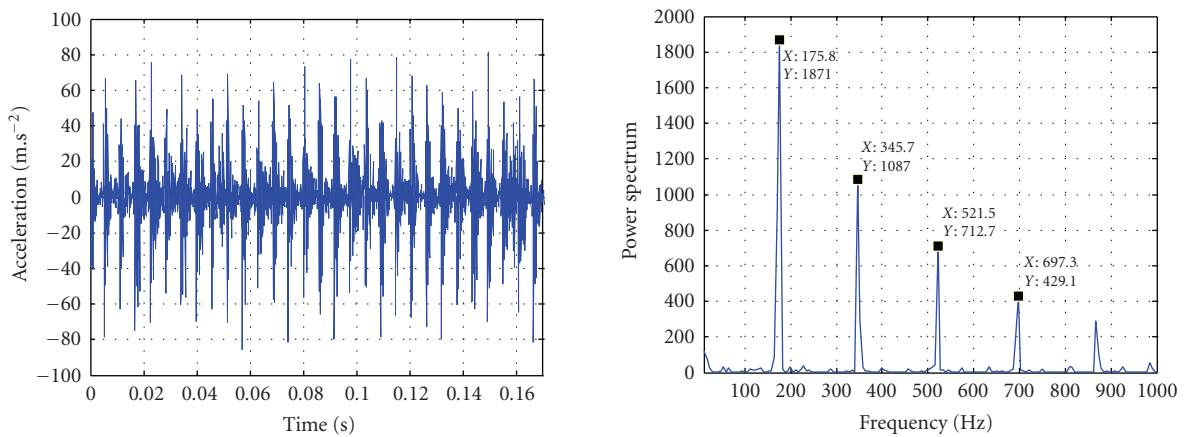 100
80
60
40
20
0
−20
−40
−60
−80
−100
Acceleration (m.s−2)
0 0.02 0.04 0.06 0.08 0.1 0.12 0.14 0.16
Time (s)
2000
1800
1600
1400
1200
1000
800
600
400
200
0
Power spectrum
X: 175.8
Y: 1871
X: 345.7
Y: 1087
X: 521.5
Y: 712.7
X: 697.3
Y: 429.1
100 200 300 400 500 600 700 800 900 1000
Frequency (Hz)